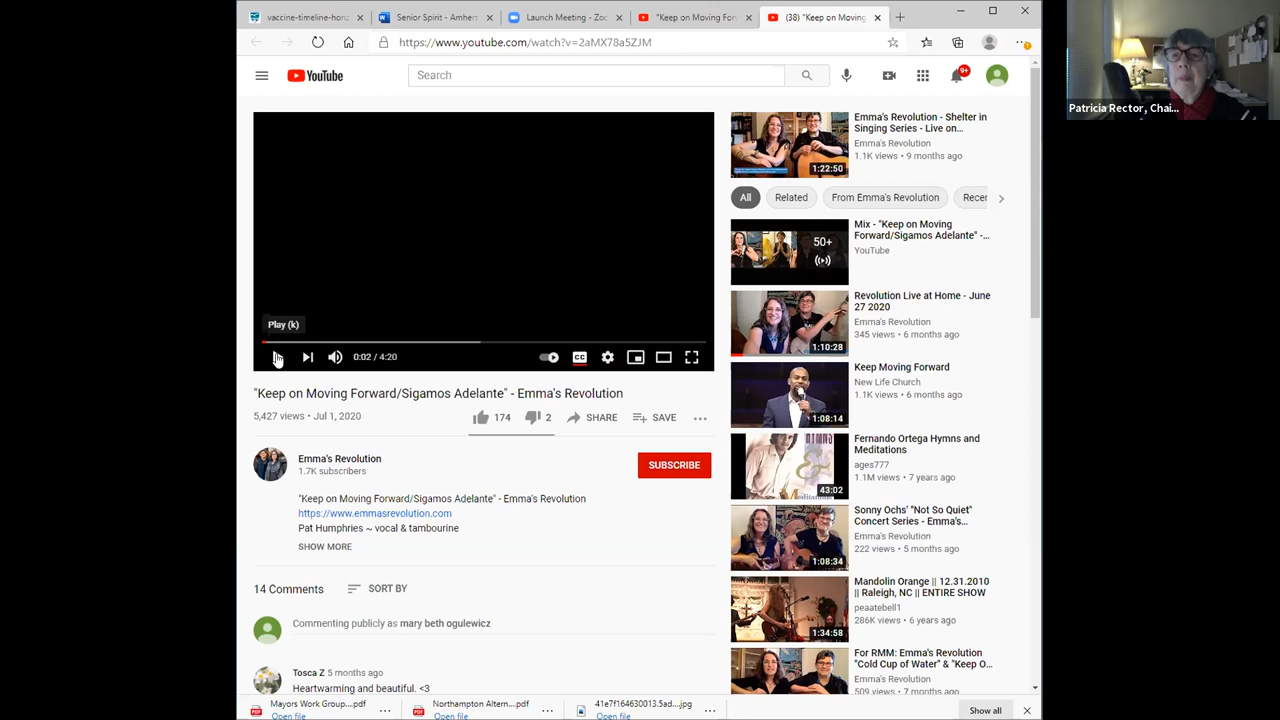 vaccine-timeline-horiz
Senior Spirit - Amhers
Launch Meeting - Zoo
"Keep on Moving For
(38) "Keep on Moving
https://www.youtube.com/watch?v=2aMX78a5ZJM
YouTube
Search
9+
Patricia Rector, Chai...
Play (k)
0:02 / 4:20
CC
"Keep on Moving Forward/Sigamos Adelante" - Emma's Revolution
5,427 views • Jul 1, 2020
174
2
SHARE
SAVE
Emma's Revolution
1.7K subscribers
SUBSCRIBE
"Keep on Moving Forward/Sigamos Adelante" - Emma's Revolution
https://www.emmasrevolution.com
Pat Humphries ~ vocal & tambourine
SHOW MORE
14 Comments
SORT BY
Commenting publicly as mary beth ogulewicz
Tosca Z 5 months ago
Heartwarming and beautiful. <3
Emma's Revolution - Shelter in
Singing Series - Live on...
Emma's Revolution
1.1K views • 9 months ago
1:22:50
All
Related
From Emma's Revolution
Recen
Mix - "Keep on Moving
Forward/Sigamos Adelante" -...
YouTube
50+
Revolution Live at Home - June
27 2020
Emma's Revolution
345 views • 6 months ago
1:10:28
Keep Moving Forward
New Life Church
1.1K views • 6 months ago
1:08:14
Fernando Ortega Hymns and
Meditations
ages777
1.1M views • 7 years ago
HYMNS
&
43:02
Sonny Ochs' "Not So Quiet"
Concert Series - Emma's...
Emma's Revolution
222 views • 5 months ago
1:08:34
Mandolin Orange || 12.31.2010
|| Raleigh, NC || ENTIRE SHOW
peaatebell1
286K views • 6 years ago
1:34:58
For RMM: Emma's Revolution
"Cold Cup of Water" & "Keep O...
Emma's Revolution
509 views • 7 months ago
Mayors Work Group....pdf
Open file
Northampton Altern....pdf
Open file
41e7f164630013.5ad....jpg
Open file
Show all